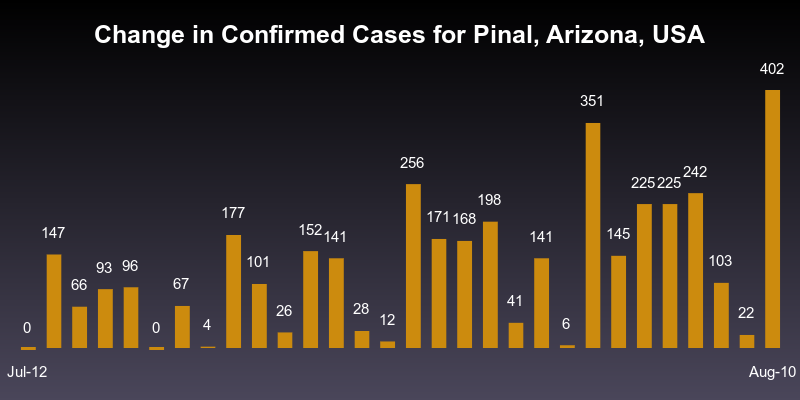 Change in Confirmed Cases for Pinal, Arizona, USA
0 147 66 93 96 0 67 4 177 101 26 152 141 28 12 256 171 168 198 41 141 6 351 145 225 225 242 103 22 402
Jul-12 Aug-10